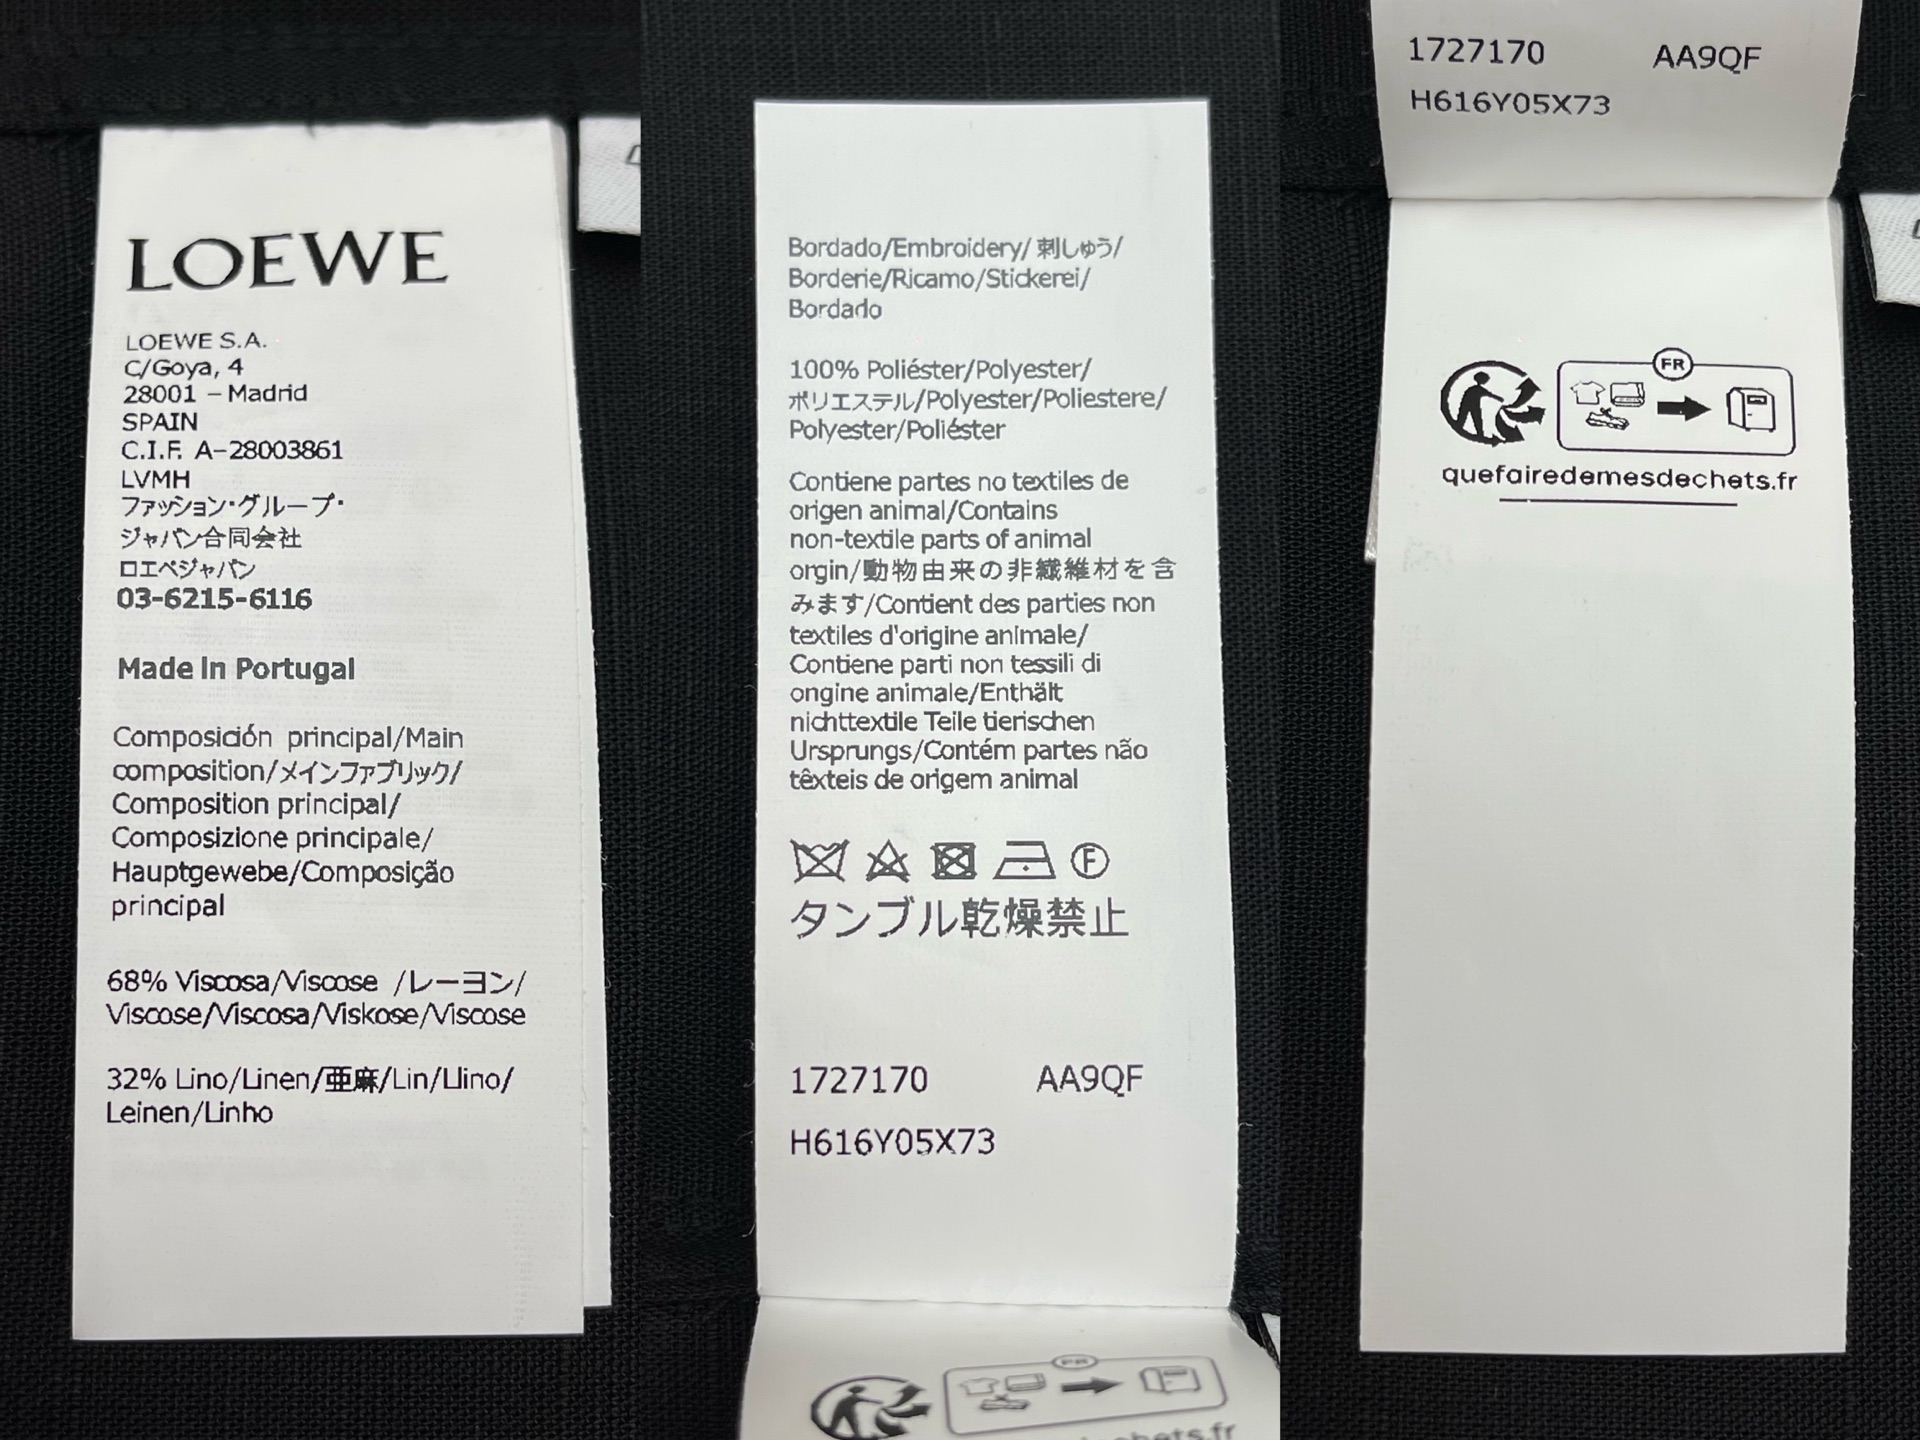 LOEWE
LOEWE S.A.
C/Goya, 4
28001 – Madrid
SPAIN
C.I.F. A-28003861
LVMH
ファッション・グループ・
ジャパン合同会社
ロエベジャパン
03-6215-6116
Made in Portugal
Composición principal/Main
composition/メインファブリック/
Composition principal/
Composizione principale/
Hauptgewebe/Composição
principal
68% Viscosa/Viscose /レーヨン/
Viscose/Viscosa/Viskose/Viscose
32% Lino/Linen/亜麻/Lin/Llino/
Leinen/Linho
Bordado/Embroidery/ 刺しゅう/
Borderie/Ricamo/Stickerei/
Bordado
100% Poliéster/Polyester/
ポリエステル/Polyester/Poliestere/
Polyester/Poliéster
Contiene partes no textiles de
origen animal/Contains
non-textile parts of animal
orgin/動物由来の非繊維材を含
みます/Contient des parties non
textiles d'origine animale/
Contiene parti non tessili di
ongine animale/Enthält
nichttextile Teile tierischen
Ursprungs/Contém partes não
têxteis de origem animal
F
タンブル乾燥禁止
1727170 AA9QF
H616Y05X73
FR
1727170 AA9QF
H616Y05X73
FR
quefairedemesdechets.fr